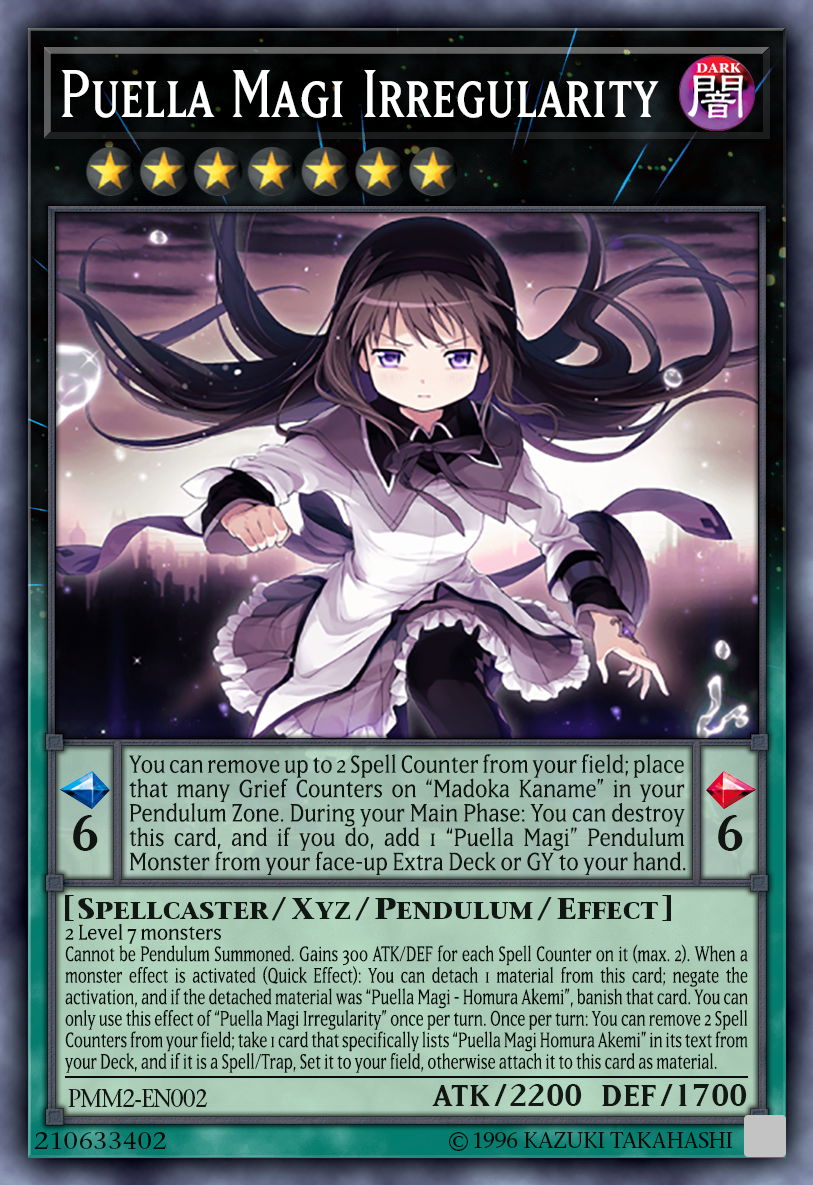 Puella Magi Irregularity
DARK
闇
You can remove up to 2 Spell Counter from your field; place
that many Grief Counters on “Madoka Kaname” in your
Pendulum Zone. During your Main Phase: You can destroy
this card, and if you do, add 1 “Puella Magi” Pendulum
Monster from your face-up Extra Deck or GY to your hand.
6
6
[Spellcaster/Xyz/Pendulum/Effect]
2 Level 7 monsters
Cannot be Pendulum Summoned. Gains 300 ATK/DEF for each Spell Counter on it (max. 2). When a
monster effect is activated (Quick Effect): You can detach 1 material from this card; negate the
activation, and if the detached material was “Puella Magi - Homura Akemi”, banish that card. You can
only use this effect of “Puella Magi Irregularity” once per turn. Once per turn: You can remove 2 Spell
Counters from your field; take 1 card that specifically lists “Puella Magi Homura Akemi” in its text from
your Deck, and if it is a Spell/Trap, Set it to your field, otherwise attach it to this card as material.
PMM2-EN002
ATK/2200 DEF/1700
210633402
© 1996 KAZUKI TAKAHASHI